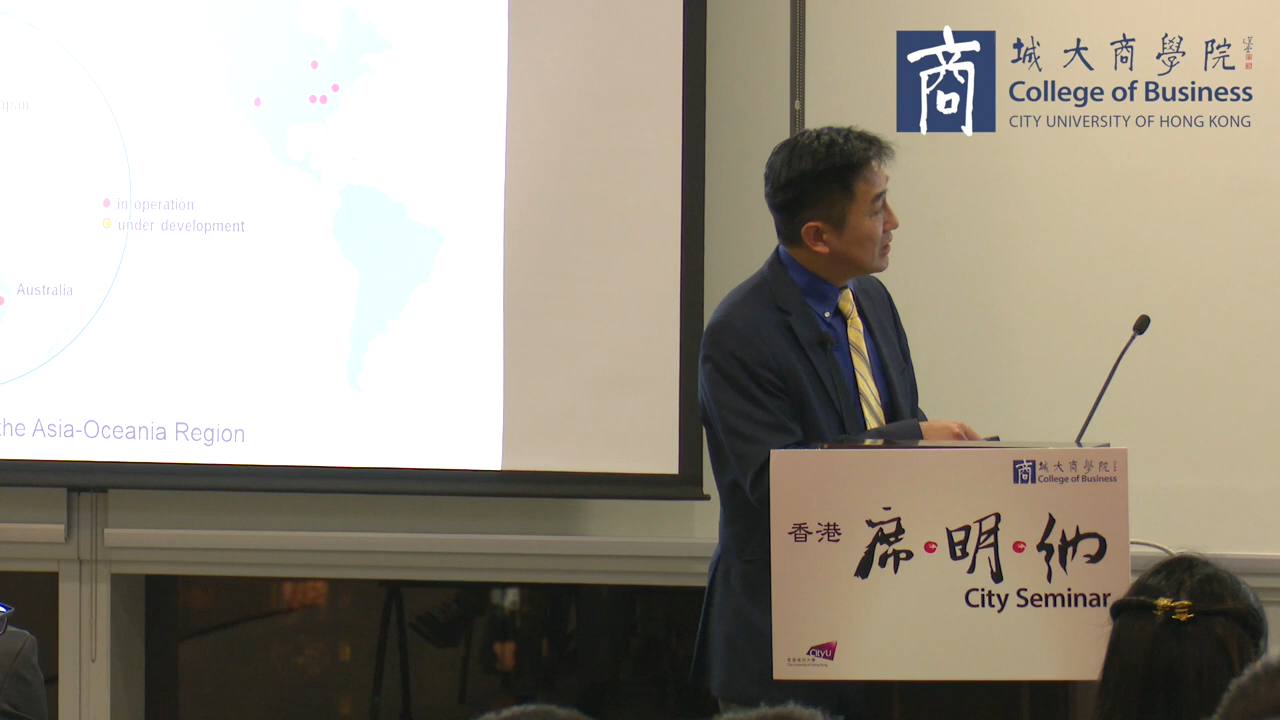 in operation
under development
Australia
the Asia-Oceania Region
商 城大商學院
College of Business
CITY UNIVERSITY OF HONG KONG
商 城大商學院
College of Business
香港 席·明·納
City Seminar
CityU